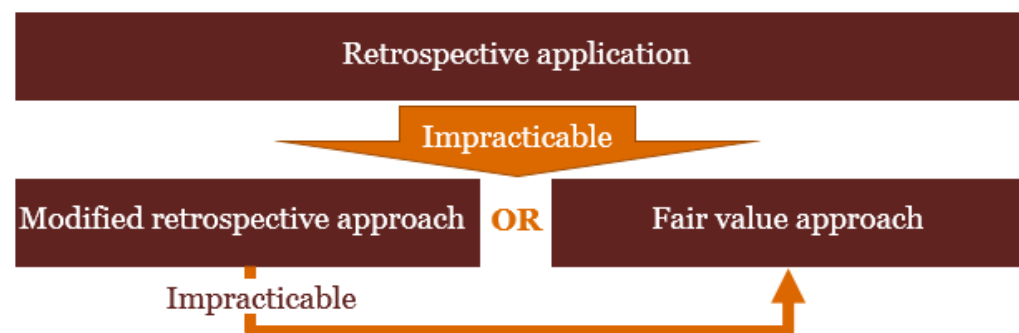 Retrospective application
Impracticable
Modified retrospective approach
OR
Fair value approach
Impracticable